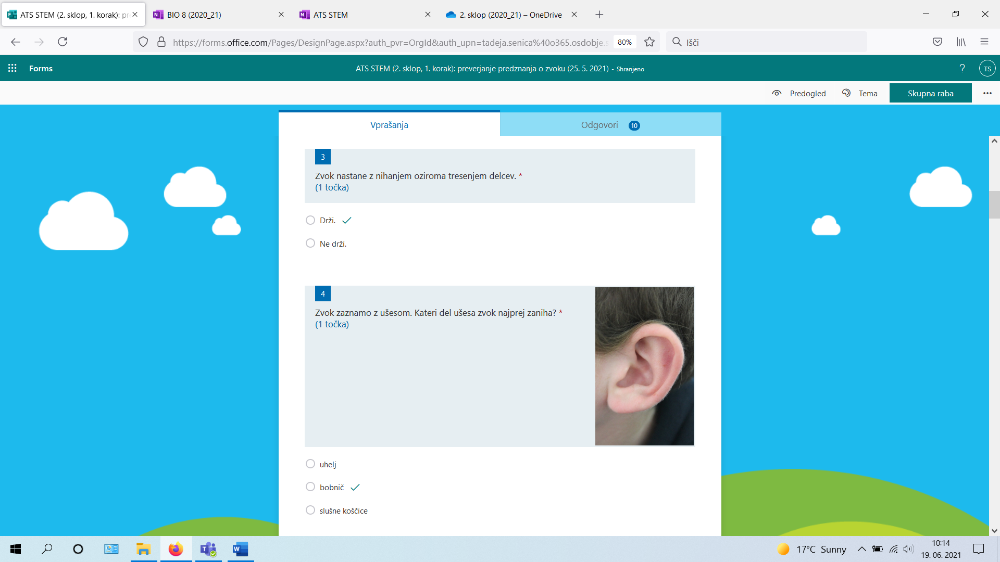 ATS STEM (2. sklop, 1. korak): pr
BIO 8 (2020_21)
ATS STEM
2. sklop (2020_21) – OneDrive
https://forms.office.com/Pages/DesignPage.aspx?auth_pvr=OrgId&auth_upn=tadeja.senica%40o365.osdobje.s
80%
Išči
Forms
ATS STEM (2. sklop, 1. korak): preverjanje predznanja o zvoku (25. 5. 2021) - Shranjeno
?
TS
Predogled
Tema
Skupna raba
Vprašanja
Odgovori 10
3
Zvok nastane z nihanjem oziroma tresenjem delcev. *
(1 točka)
Drži.
Ne drži.
4
Zvok zaznamo z ušesom. Kateri del ušesa zvok najprej zaniha? *
(1 točka)
uhelj
bobnič
slušne koščice
17°C Sunny
10:14
19. 06. 2021